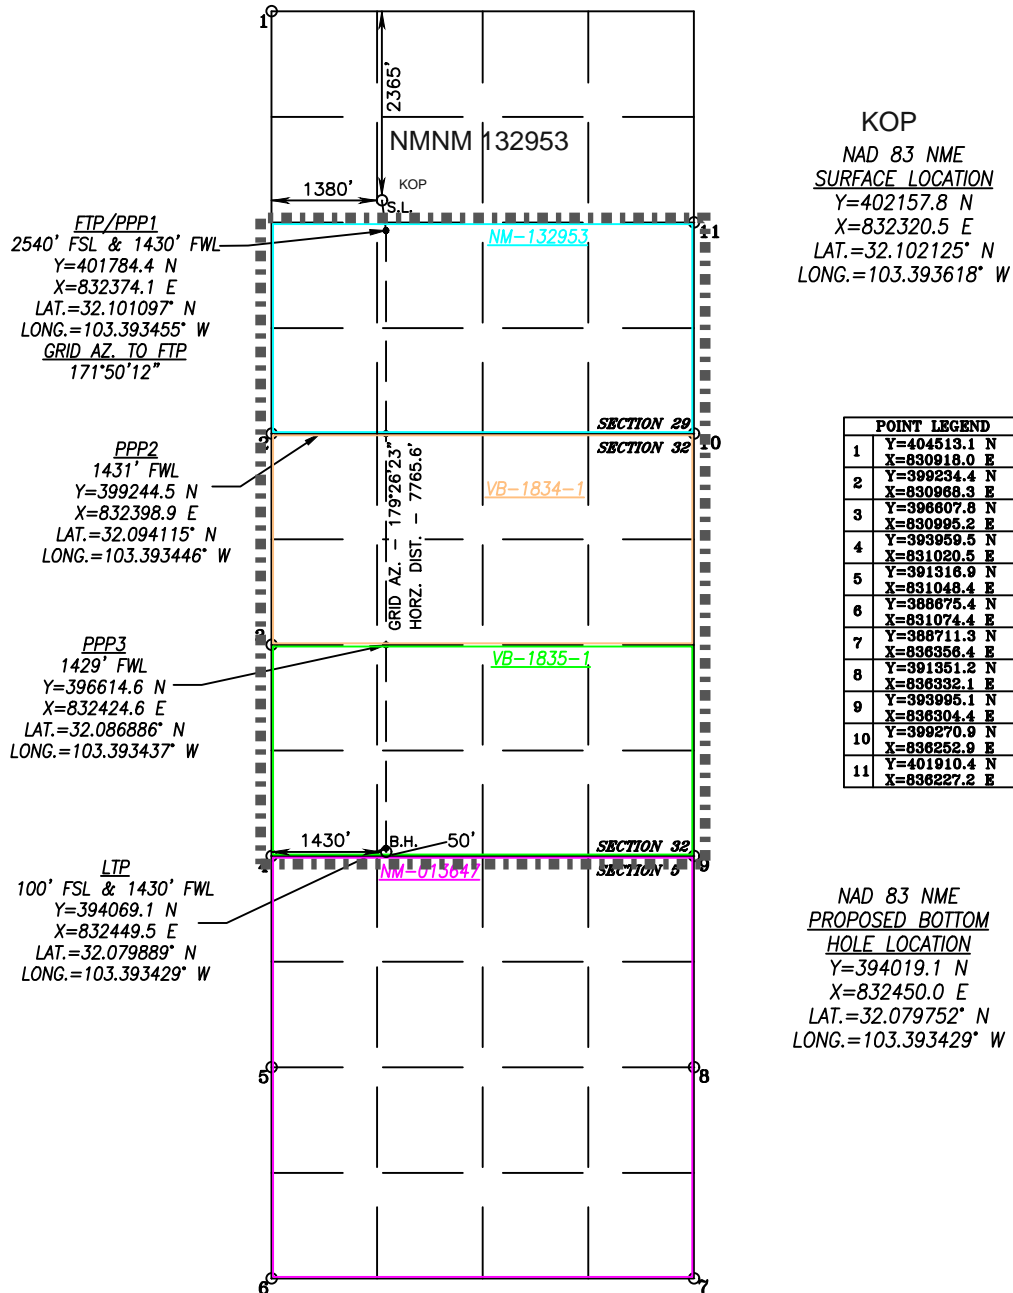 1
2365'
NMNM 132953
1380'
KOP
S.L.
11
NM-132953
FTP/PPP1
2540' FSL & 1430' FWL
Y=401784.4 N
X=832374.1 E
LAT.=32.101097° N
LONG.=103.393455° W
GRID AZ. TO FTP
171°50'12"
KOP
NAD 83 NME
SURFACE LOCATION
Y=402157.8 N
X=832320.5 E
LAT.=32.102125° N
LONG.=103.393618° W
SECTION 29
3
10
SECTION 32
PPP2
1431' FWL
Y=399244.5 N
X=832398.9 E
LAT.=32.094115° N
LONG.=103.393446° W
GRID AZ. – 179°26'23"
HORZ. DIST. – 7765.6'
VB-1834-1
POINT LEGEND
1 Y=404513.1 N
X=830918.0 E
2 Y=399234.4 N
X=830968.3 E
3 Y=396607.8 N
X=830995.2 E
4 Y=393959.5 N
X=831020.5 E
5 Y=391316.9 N
X=831048.4 E
6 Y=388675.4 N
X=831074.4 E
7 Y=388711.3 N
X=836356.4 E
8 Y=391351.2 N
X=836332.1 E
9 Y=393995.1 N
X=836304.4 E
10 Y=399270.9 N
X=836252.9 E
11 Y=401910.4 N
X=836227.2 E
2
PPP3
1429' FWL
Y=396614.6 N
X=832424.6 E
LAT.=32.086886° N
LONG.=103.393437° W
VB-1835-1
1430'
B.H.
50'
SECTION 32
4
9
SECTION 5
NM-015647
LTP
100' FSL & 1430' FWL
Y=394069.1 N
X=832449.5 E
LAT.=32.079889° N
LONG.=103.393429° W
NAD 83 NME
PROPOSED BOTTOM
HOLE LOCATION
Y=394019.1 N
X=832450.0 E
LAT.=32.079752° N
LONG.=103.393429° W
5
8
6
7